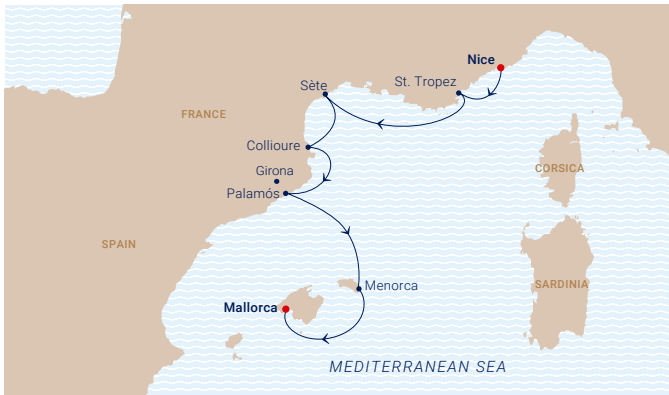 Nice
St. Tropez
Sète
FRANCE
Collioure
CORSICA
Girona
Palamós
SPAIN
Menorca
SARDINIA
Mallorca
MEDITERRANEAN SEA